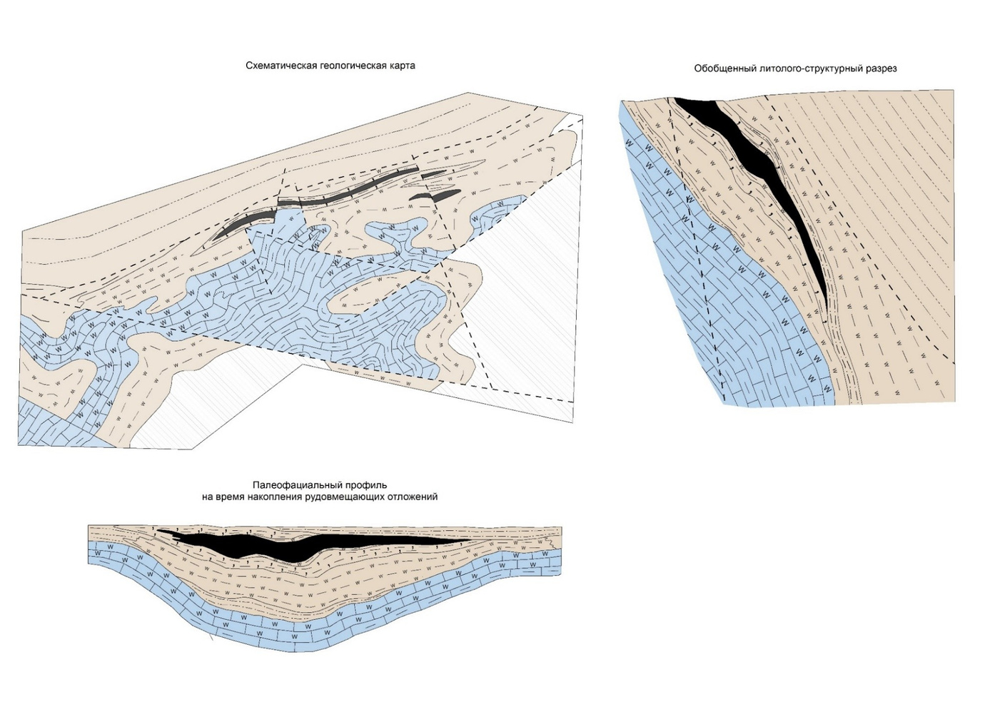 Схематическая геологическая карта
Обобщенный литолого-структурный разрез
Палеофациальный профиль
на время накопления рудовмещающих отложений